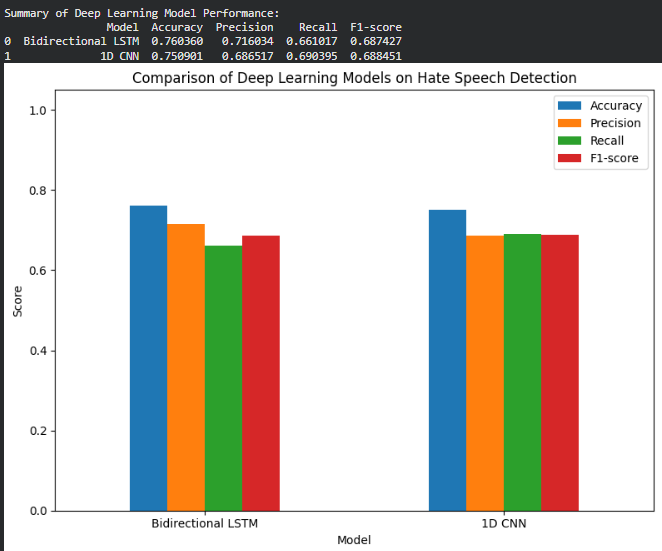 Summary of Deep Learning Model Performance:
Model Accuracy Precision Recall F1-score
0 Bidirectional LSTM 0.760360 0.716034 0.661017 0.687427
1 1D CNN 0.750901 0.686517 0.690395 0.688451
Comparison of Deep Learning Models on Hate Speech Detection
Accuracy
Precision
Recall
F1-score
1.0
0.8
0.6
0.4
0.2
0.0
Score
Bidirectional LSTM 1D CNN
Model